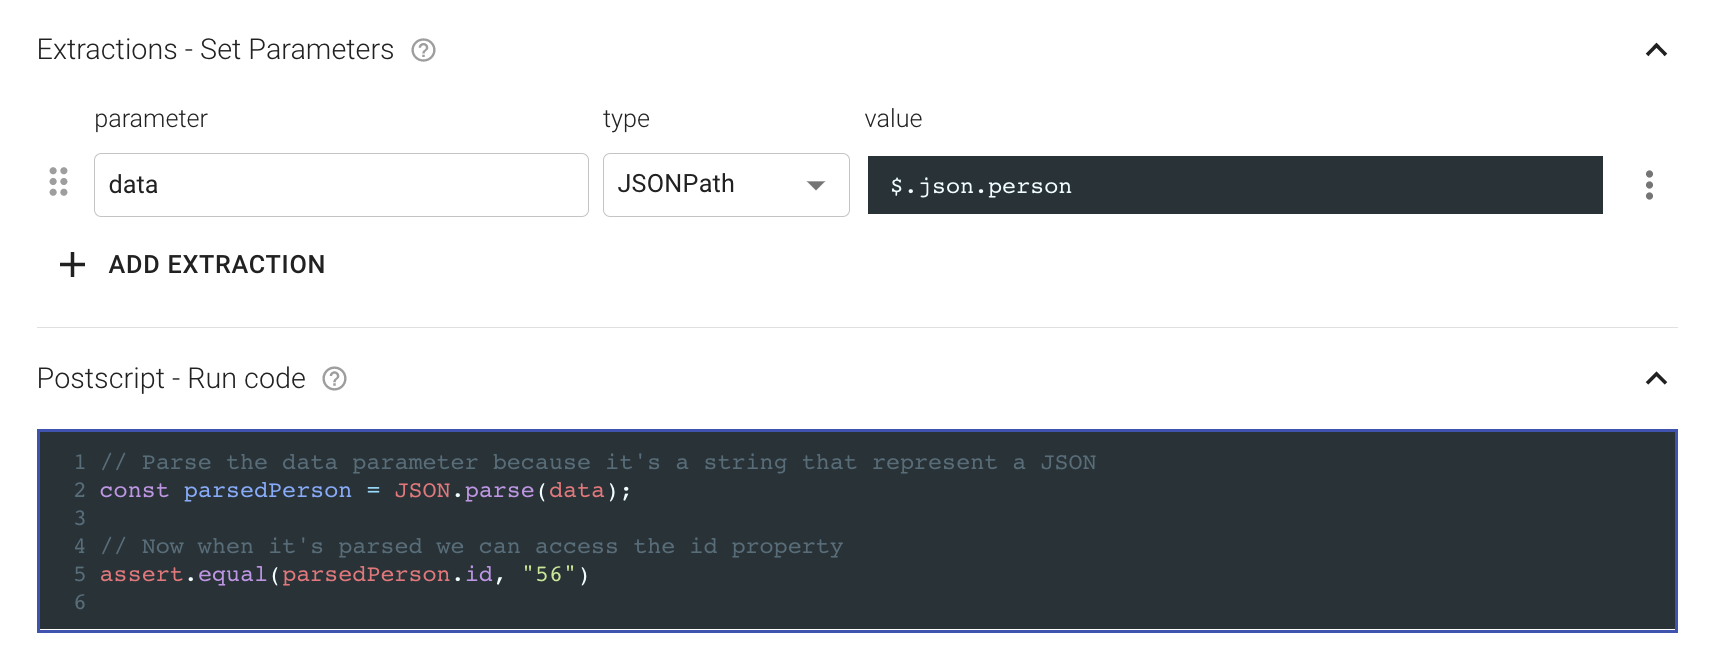 Extractions - Set Parameters ?
parameter type value
data JSONPath $.json.person
+ ADD EXTRACTION
Postscript - Run code ?
1 // Parse the data parameter because it's a string that represent a JSON
2 const parsedPerson = JSON.parse(data);
3
4 // Now when it's parsed we can access the id property
5 assert.equal(parsedPerson.id, "56")
6